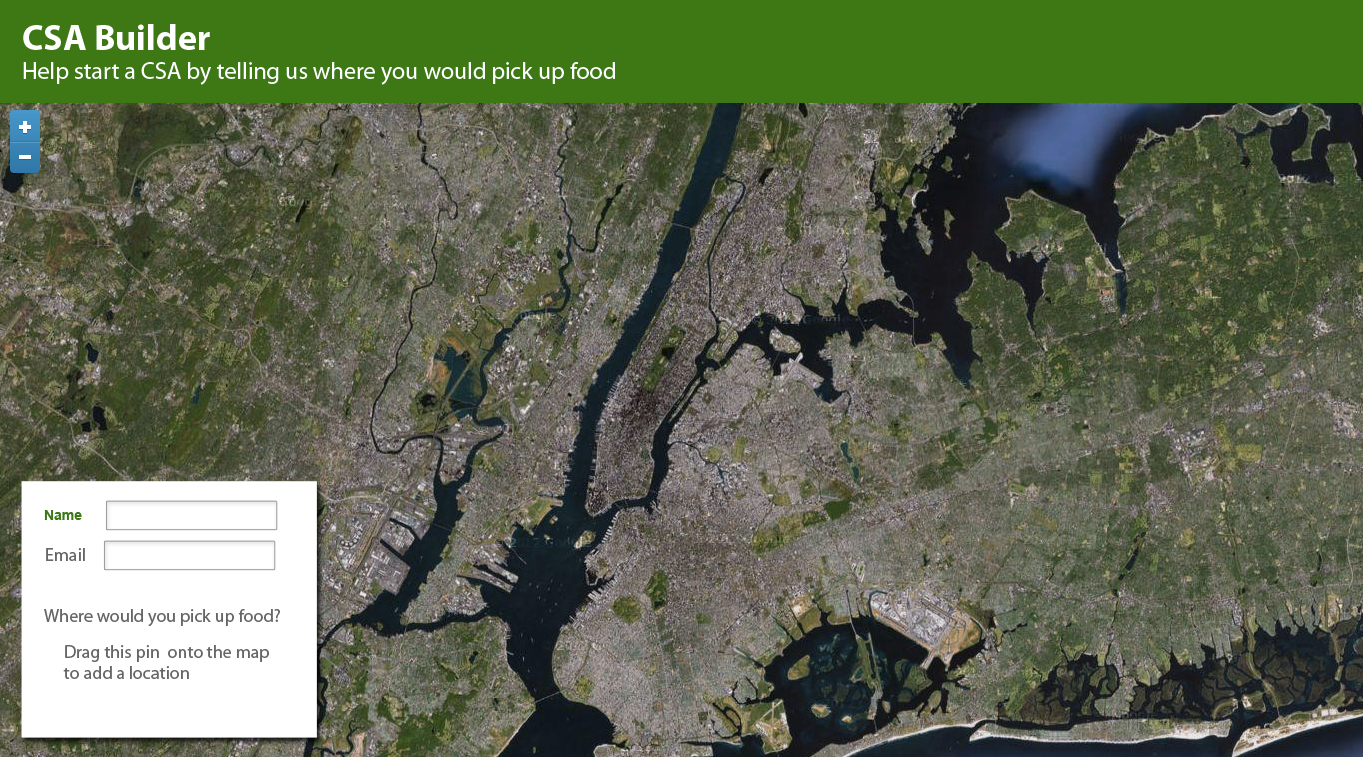 CSA Builder
Help start a CSA by telling us where you would pick up food
+
−
Name
Email
Where would you pick up food?
Drag this pin onto the map
to add a location